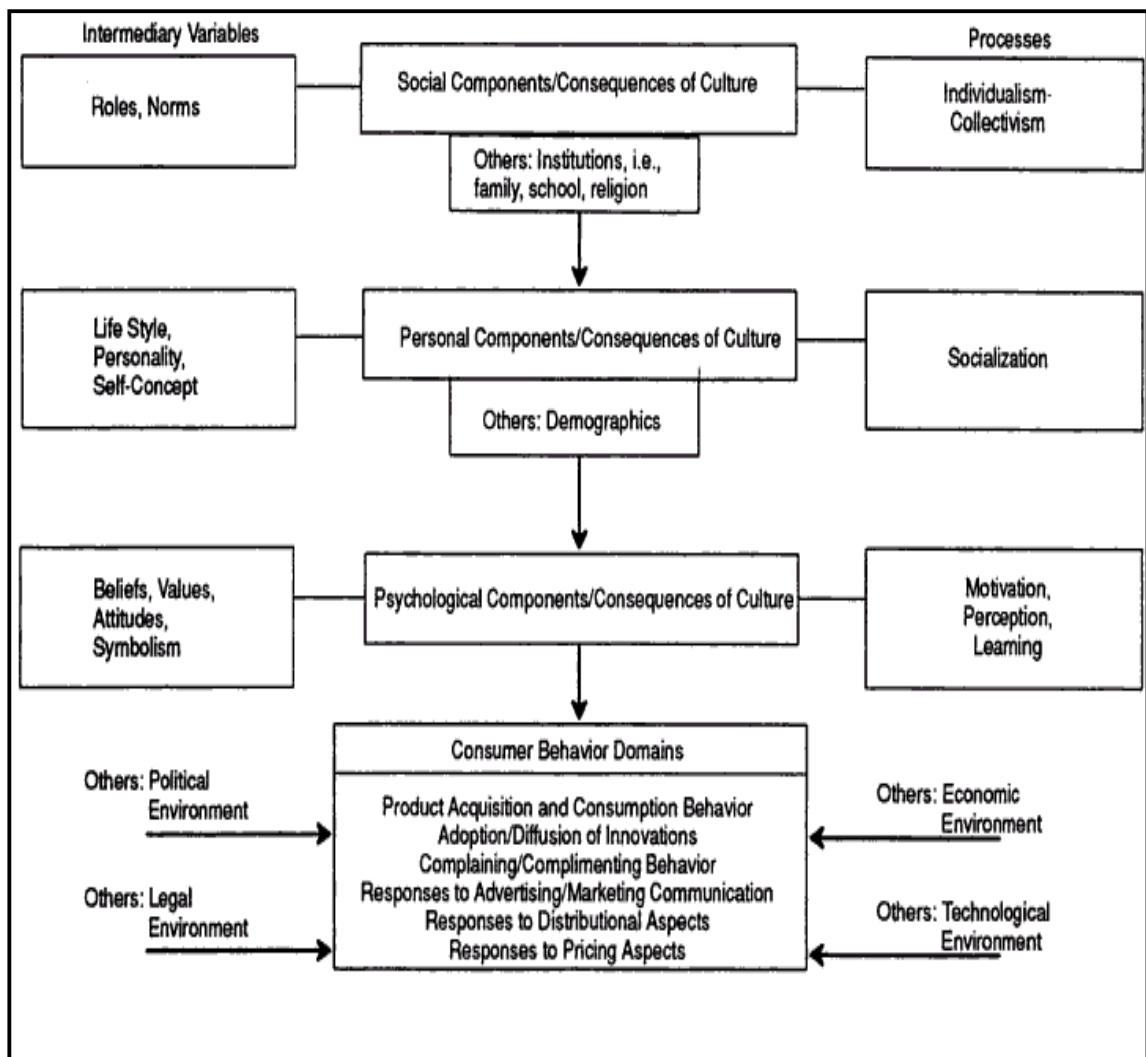 Intermediary Variables
Processes
Roles, Norms
Social Components/Consequences of Culture
Individualism-
Collectivism
Others: Institutions, i.e.,
family, school, religion
Life Style,
Personality,
Self-Concept
Personal Components/Consequences of Culture
Socialization
Others: Demographics
Beliefs, Values,
Attitudes,
Symbolism
Psychological Components/Consequences of Culture
Motivation,
Perception,
Learning
Consumer Behavior Domains
Others: Political
Environment
Others: Legal
Environment
Product Acquisition and Consumption Behavior
Adoption/Diffusion of Innovations
Complaining/Complimenting Behavior
Responses to Advertising/Marketing Communication
Responses to Distributional Aspects
Responses to Pricing Aspects
Others: Economic
Environment
Others: Technological
Environment